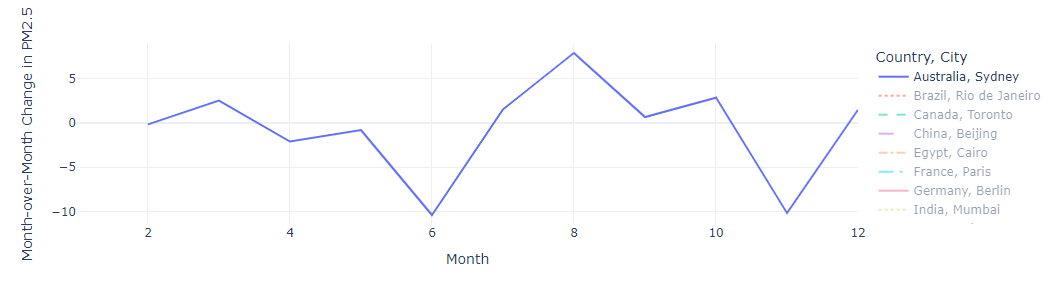 Month-over-Month Change in PM2.5
5
0
−5
−10
2
4
6
8
10
12
Month
Country, City
Australia, Sydney
Brazil, Rio de Janeiro
Canada, Toronto
China, Beijing
Egypt, Cairo
France, Paris
Germany, Berlin
India, Mumbai